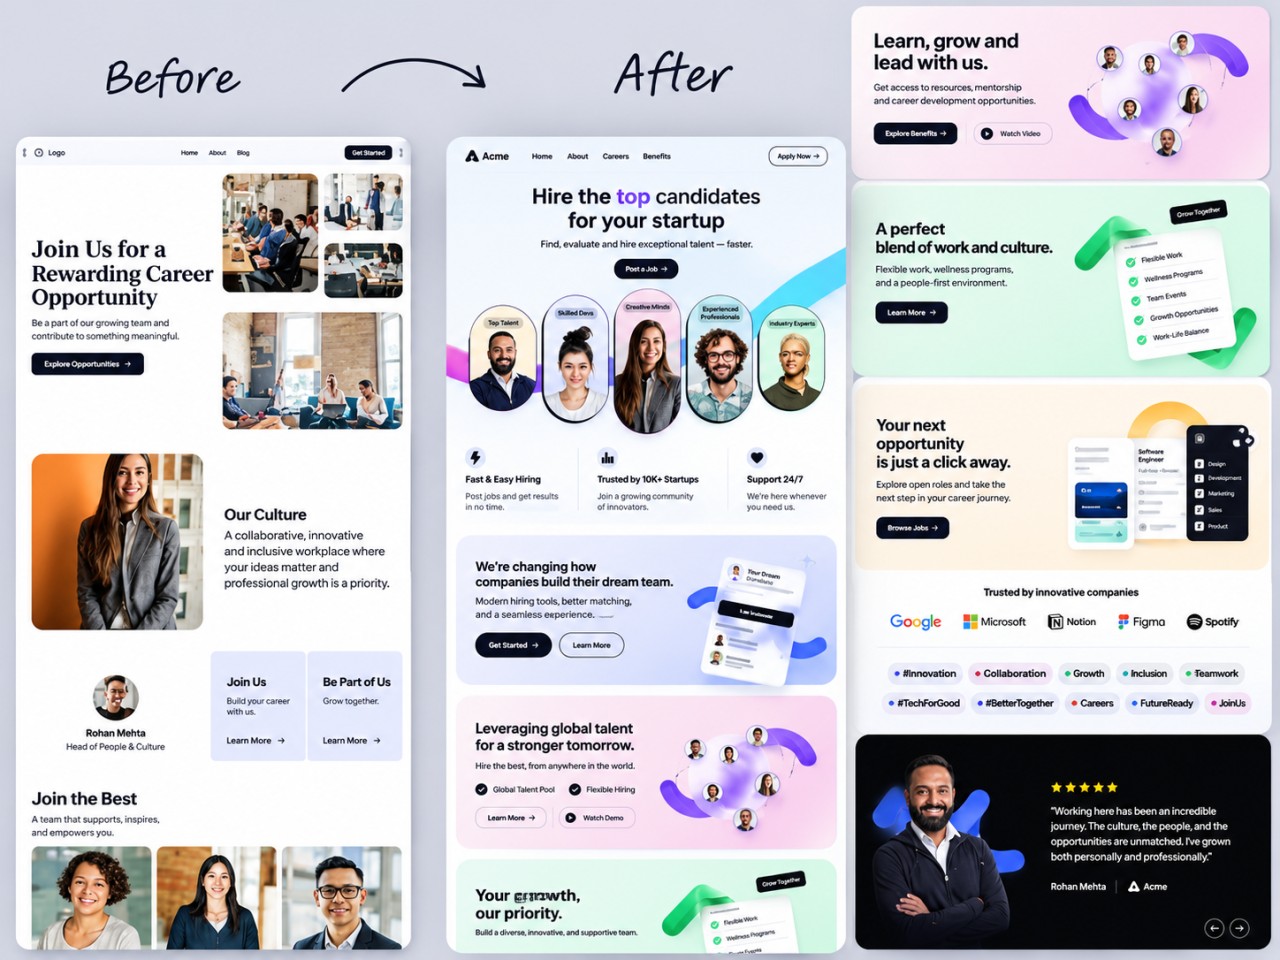 Before
After
Logo
Home
About
Blog
Get Started
Join Us for a
Rewarding Career
Opportunity
Be a part of our growing team and
contribute to something meaningful.
Explore Opportunities →
Our Culture
A collaborative, innovative
and inclusive workplace where
your ideas matter and
professional growth is a priority.
Rohan Mehta
Head of People & Culture
Join Us
Build your career
with us.
Learn More →
Be Part of Us
Grow together.
Learn More →
Join the Best
A team that supports, inspires,
and empowers you.
Acme
Home
About
Careers
Benefits
Apply Now →
Hire the top candidates
for your startup
Find, evaluate and hire exceptional talent — faster.
Post a Job →
Top Talent
Skilled Devs
Creative Minds
Experienced
Professionals
Industry Experts
Fast & Easy Hiring
Post jobs and get results
in no time.
Trusted by 10K+ Startups
Join a growing community
of innovators.
Support 24/7
We're here whenever
you need us.
We're changing how
companies build their dream team.
Modern hiring tools, better matching,
and a seamless experience.
Get Started →
Learn More
Your Dream
Leveraging global talent
for a stronger tomorrow.
Hire the best, from anywhere in the world.
Global Talent Pool
Flexible Hiring
Learn More →
Watch Demo
Your
our priority.
Build a diverse, innovative, and supportive team.
Grow Together
Flexible Work
Wellness Programs
Team Events
Learn, grow and
lead with us.
Get access to resources, mentorship
and career development opportunities.
Explore Benefits →
Watch Video
A perfect
blend of work and culture.
Flexible work, wellness programs,
and a people-first environment.
Learn More →
Grow Together
Flesible Work
Wellness Programs
Team Events
Growth Opportunities
Work-Life Balance
Your next
opportunity
is just a click away.
Explore open roles and take the
next step in your career journey.
Browse Jobs →
Software
Engineer
Design
Development
Marketing
Sales
Product
Trusted by innovative companies
Google
Microsoft
Notion
Figma
Spotify
#Innovation
Collaboration
Growth
Inclusion
Teamwork
#TechForGood
#BetterTogether
Careers
FutureReady
JoinUs
"Working here has been an incredible
journey. The culture, the people, and the
opportunities are unmatched. I've grown
both personally and professionally."
Rohan Mehta
Acme